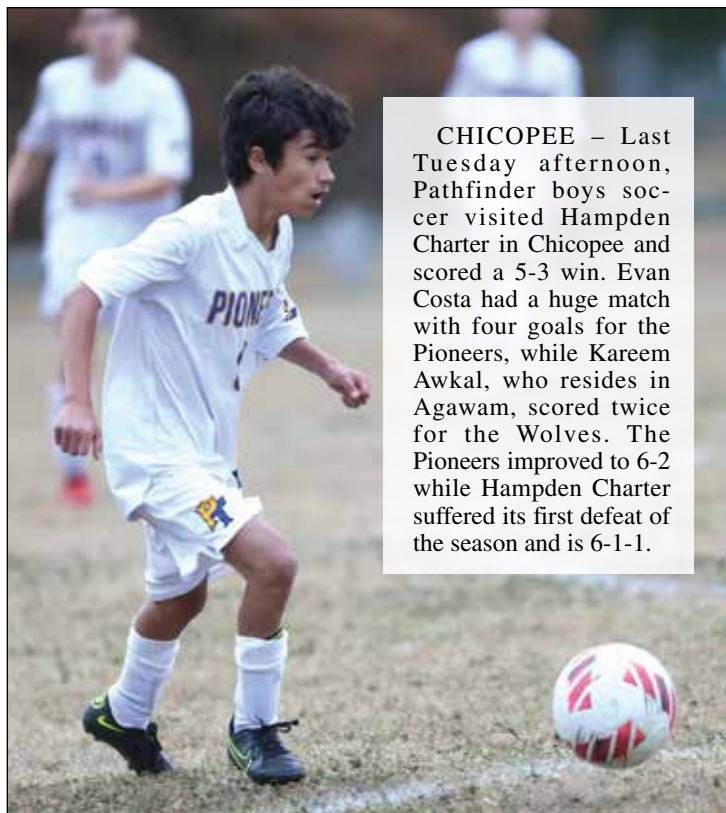 CHICOPEE – Last
Tuesday afternoon,
Pathfinder boys soc-
cer visited Hampden
Charter in Chicopee and
scored a 5-3 win. Evan
Costa had a huge match
with four goals for the
Pioneers, while Kareem
Awkal, who resides in
Agawam, scored twice
for the Wolves. The
Pioneers improved to 6-2
while Hampden Charter
suffered its first defeat of
the season and is 6-1-1.
PIONE
PT